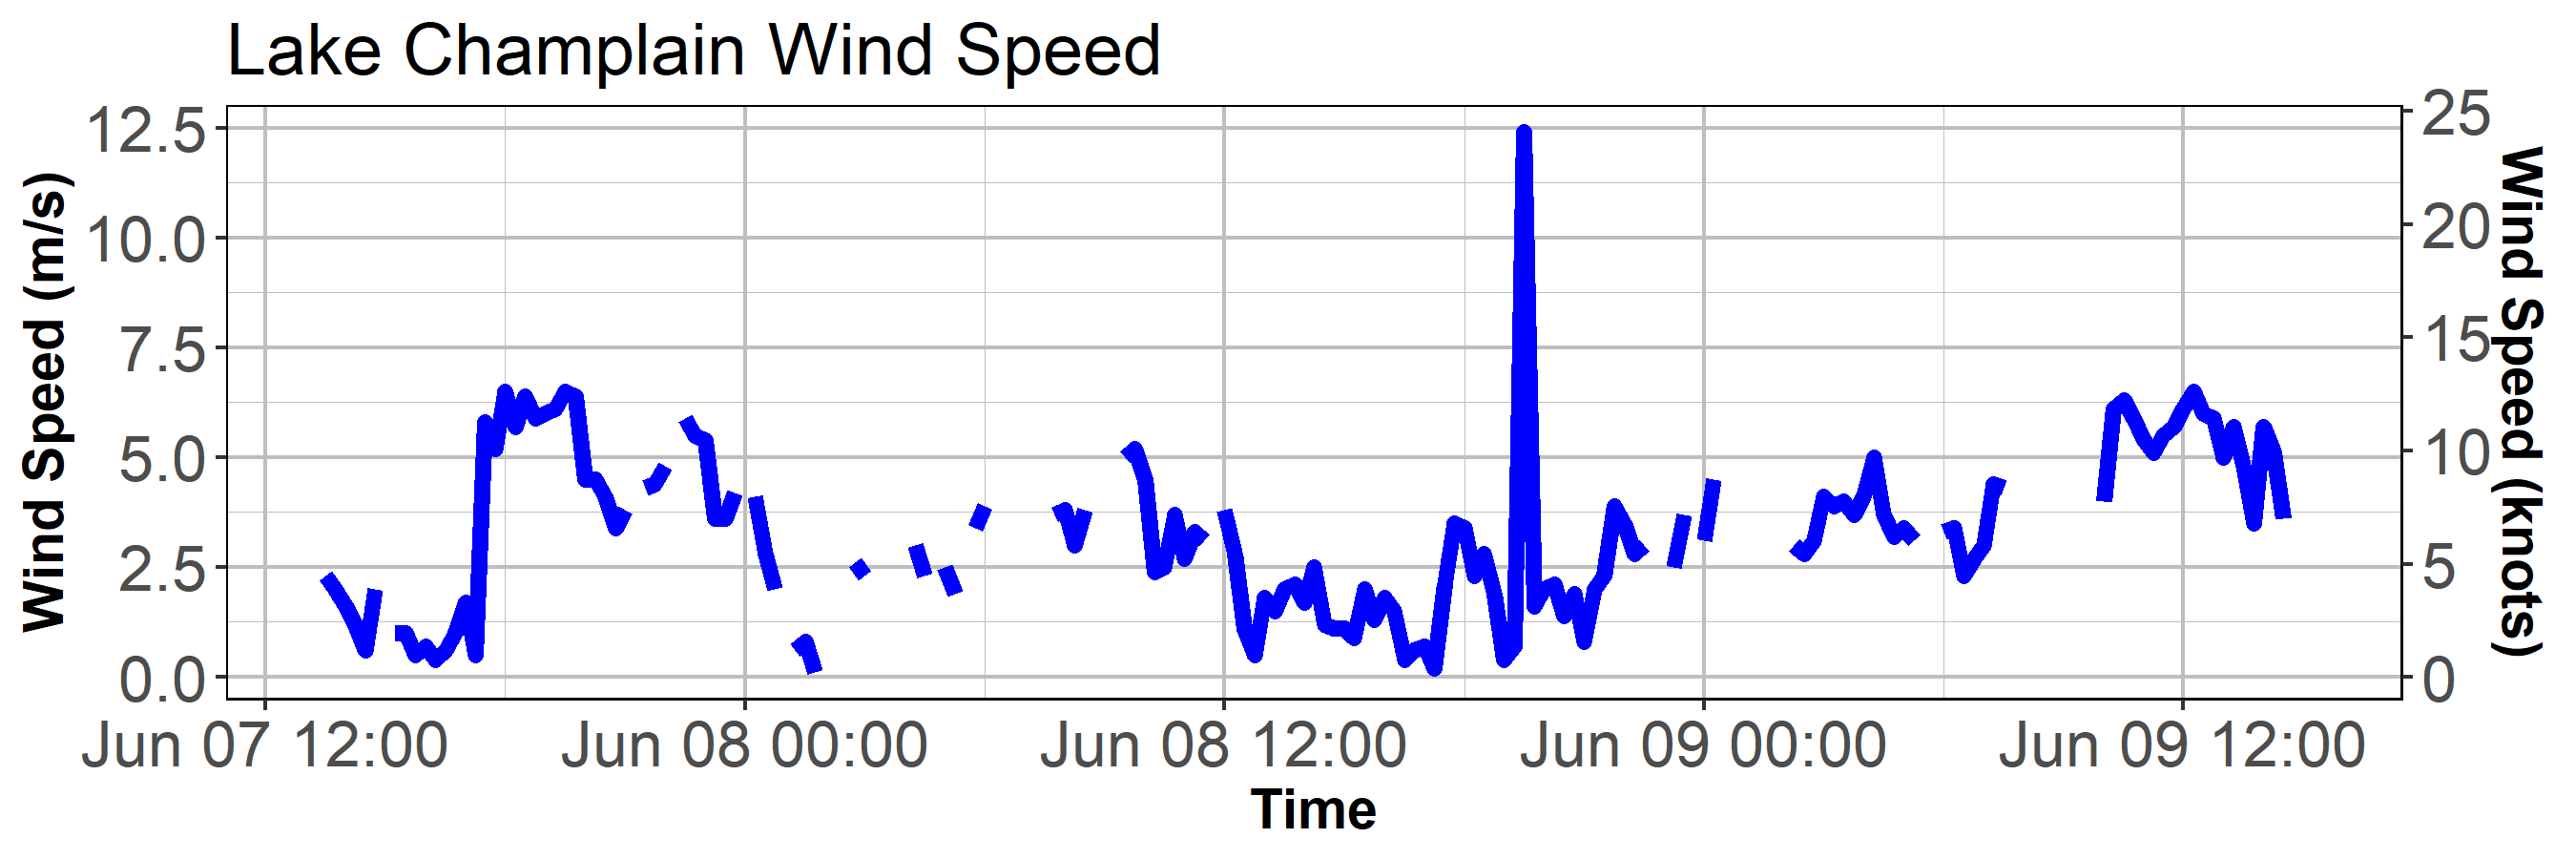 Lake Champlain Wind Speed
Wind Speed (m/s)
12.5
10.0
7.5
5.0
2.5
0.0
25
20
15
10
5
0
Wind Speed (knots)
Jun 07 12:00 Jun 08 00:00 Jun 08 12:00 Jun 09 00:00 Jun 09 12:00
Time